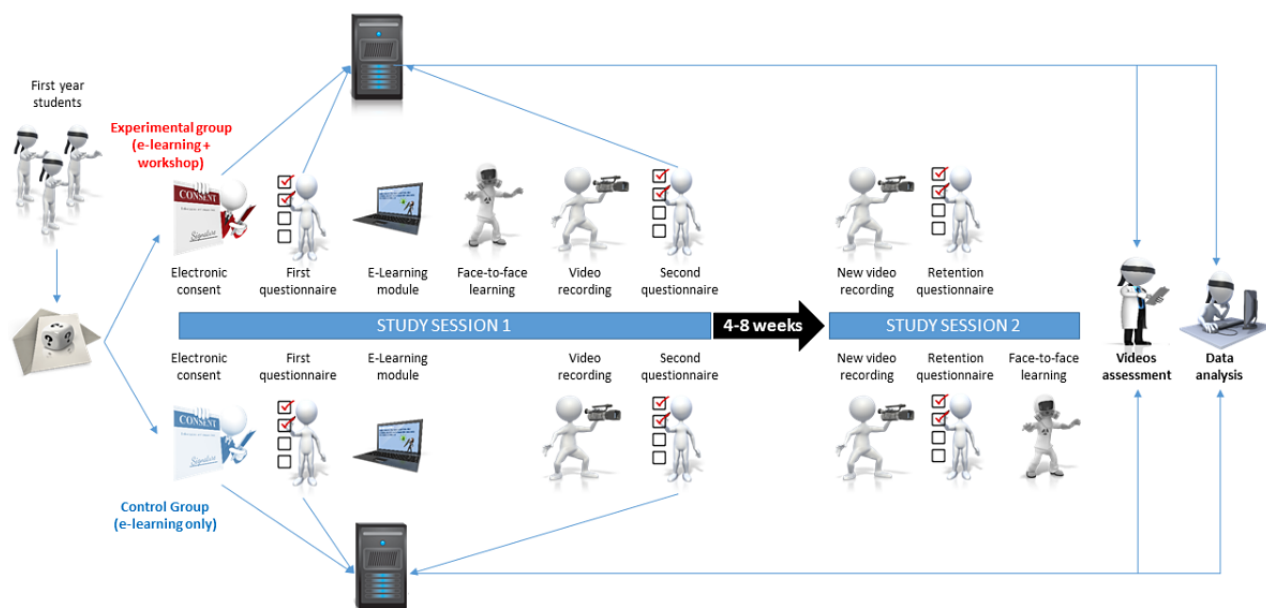 First year
students
Experimental group
(e-learning +
workshop)
CONSENT
Signature
Electronic
consent
First
questionnaire
E-Learning
module
Face-to-face
learning
Video
recording
Second
questionnaire
New video
recording
Retention
questionnaire
STUDY SESSION 1
4-8 weeks
STUDY SESSION 2
Electronic
consent
First
questionnaire
E-Learning
module
Video
recording
Second
questionnaire
New video
recording
Retention
questionnaire
Face-to-face
learning
Videos
assessment
Data
analysis
CONSENT
Signature
Control Group
(e-learning only)